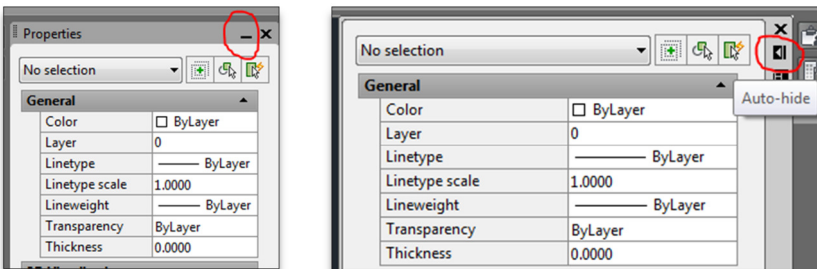 Properties
No selection
General
Color ByLayer
Layer 0
Linetype ByLayer
Linetype scale 1.0000
Lineweight ByLayer
Transparency ByLayer
Thickness 0.0000
No selection
General
Auto-hide
Color ByLayer
Layer 0
Linetype ByLayer
Linetype scale 1.0000
Lineweight ByLayer
Transparency ByLayer
Thickness 0.0000